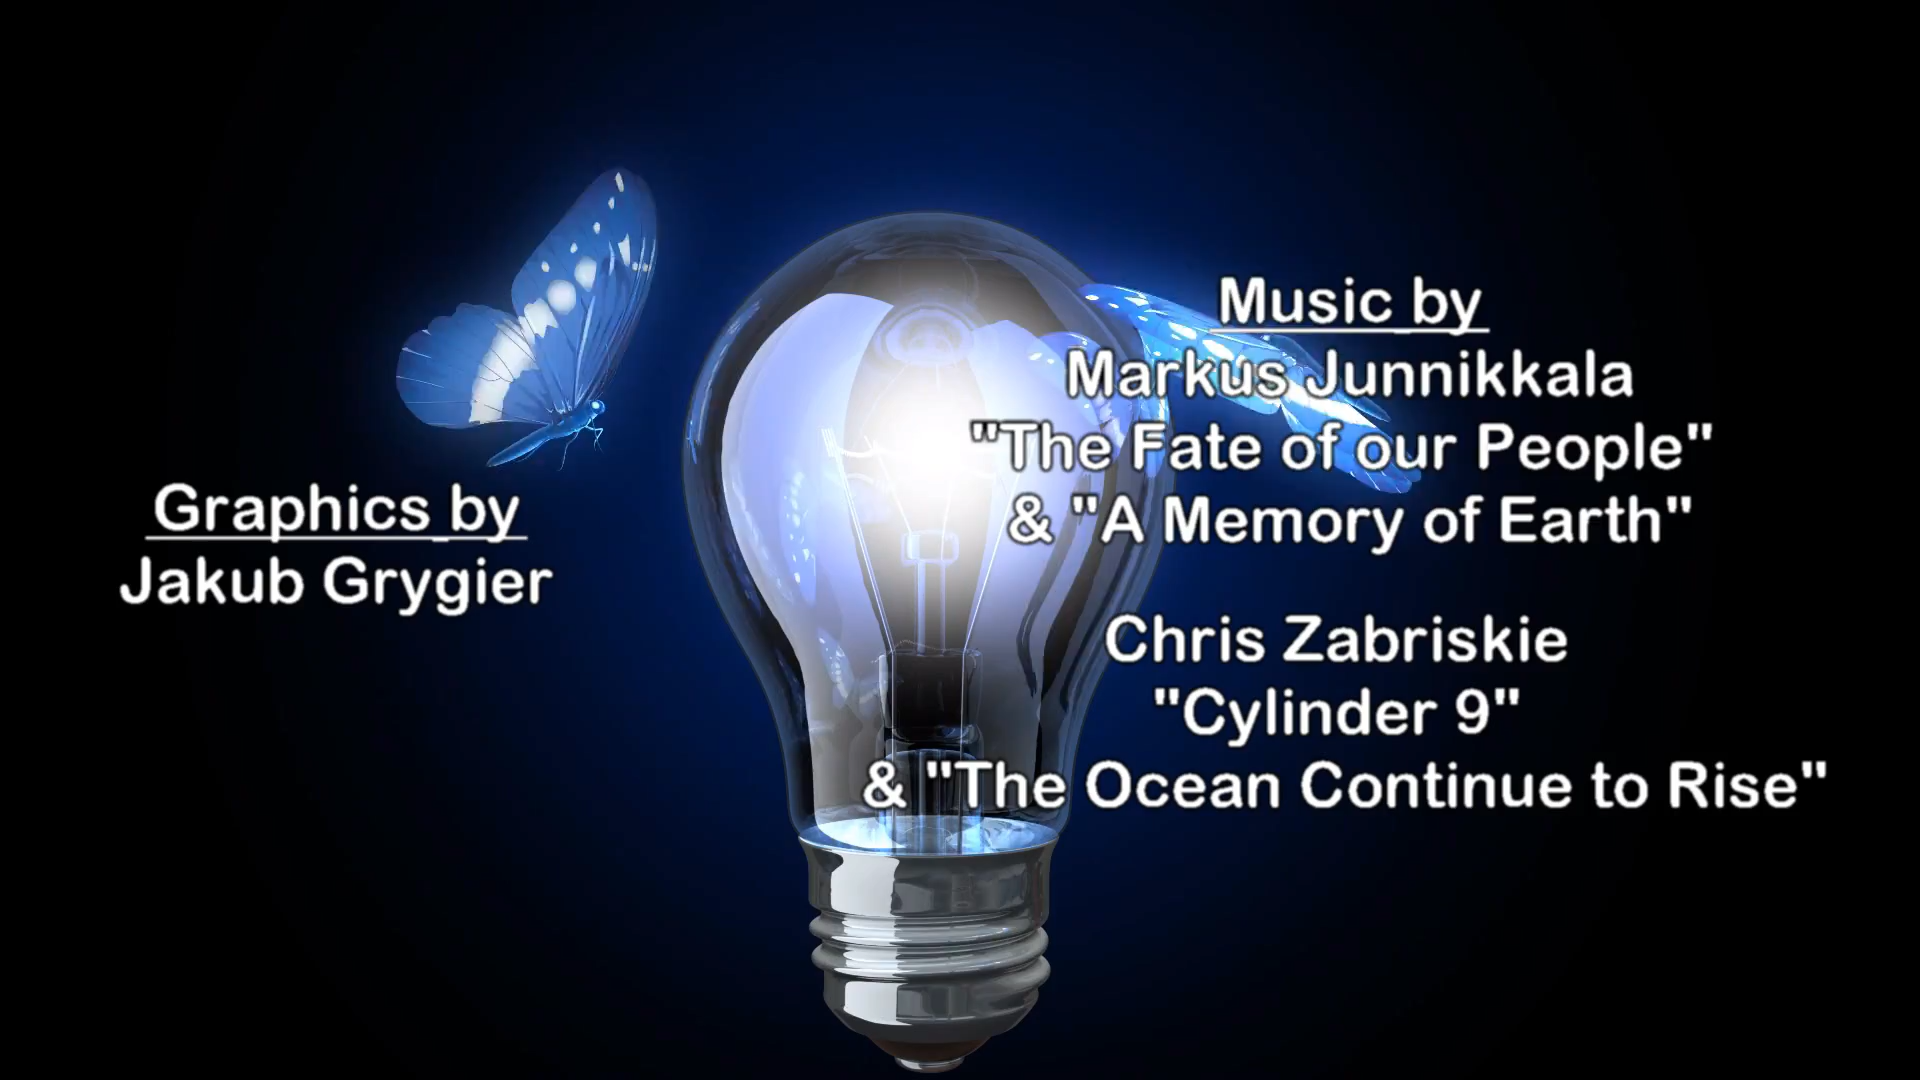 Graphics by
Jakub Grygier
Music by
Markus Junnikkala
"The Fate of our People"
& "A Memory of Earth"
Chris Zabriskie
"Cylinder 9"
& "The Ocean Continue to Rise"